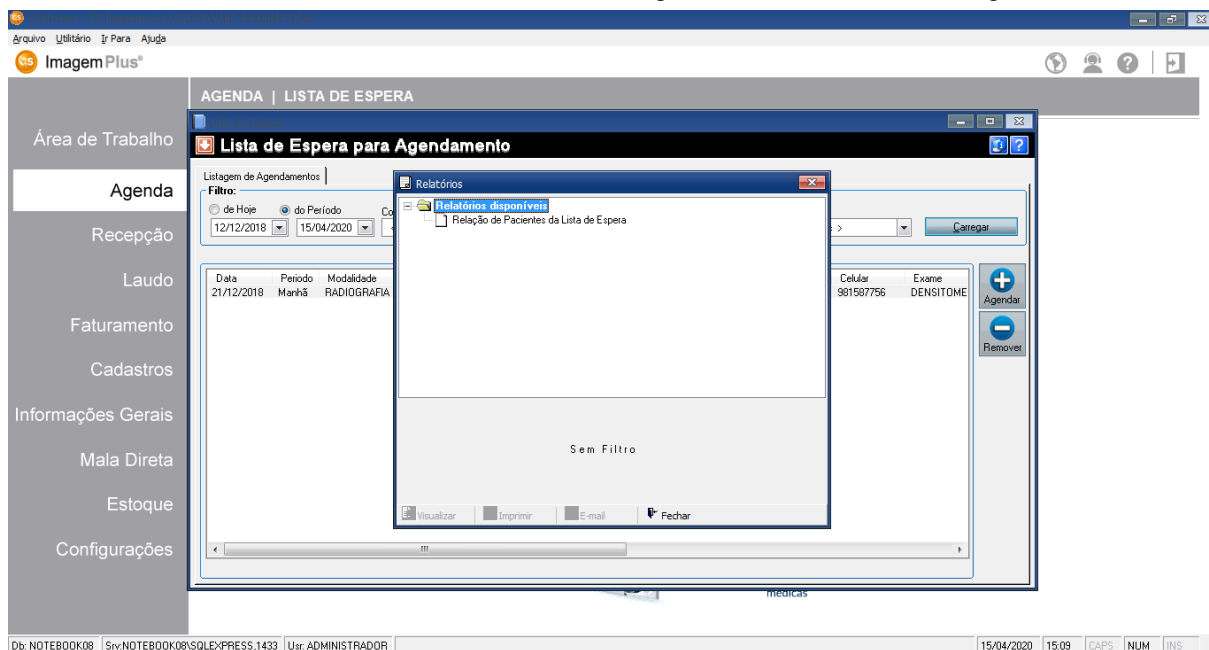 Arquivo Utilitário Ir Para Ajuda
GS ImagemPlus®
AGENDA | LISTA DE ESPERA
Área de Trabalho
Agenda
Recepção
Laudo
Faturamento
Cadastros
Informações Gerais
Mala Direta
Estoque
Configurações
Lista de Espera para Agendamento
Listagem de Agendamentos
Filtro:
de Hoje do Período Co
12/12/2018 15/04/2020 < > Carregar
Data Periodo Modalidade Celular Exame
21/12/2018 Manhã RADIOGRAFIA 981587756 DENSITOME
Agendar
Remover
Relatórios
Relatórios disponíveis
Relação de Pacientes da Lista de Espera
Sem Filtro
Visualizar Imprimir E-mail Fechar
médicas
Db: NOTEBOOK08 Srv:NOTEBOOK08\SQLEXPRESS,1433 Usr: ADMINISTRADOR 15/04/2020 15:09 CAPS NUM INS